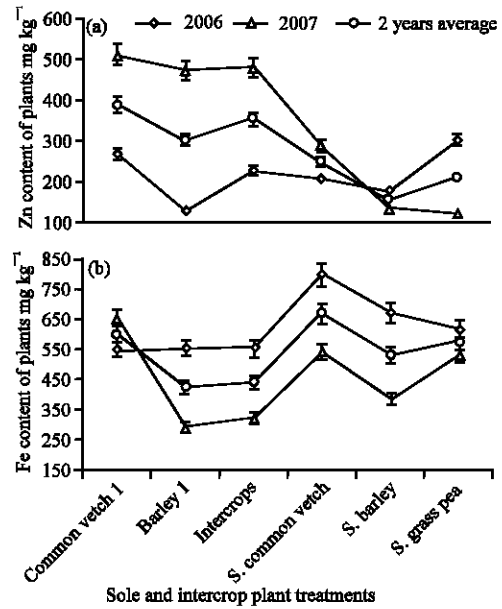 2006 2007 2 years average
(a)
Zn content of plants mg kg⁻¹
600
500
400
300
200
100
(b)
Fe content of plants mg kg⁻¹
850
750
650
550
450
350
250
150
Common vetch 1
Barley 1
Intercrops
S. common vetch
S. barley
S. grass pea
Sole and intercrop plant treatments